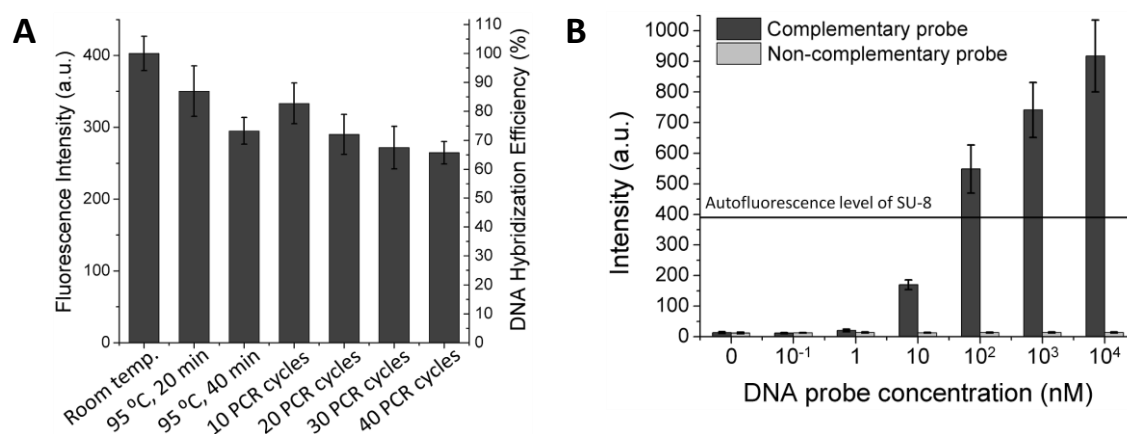 A
Fluorescence Intensity (a.u.)
400
300
200
100
0
110
100
90
80
70
60
50
40
30
20
10
0
DNA Hybridization Efficiency (%)
Room temp.
95 °C, 20 min
95 °C, 40 min
10 PCR cycles
20 PCR cycles
30 PCR cycles
40 PCR cycles
B
Intensity (a.u.)
1000
900
800
700
600
500
400
300
200
100
0
Complementary probe
Non-complementary probe
Autofluorescence level of SU-8
0 10⁻¹ 1 10 10² 10³ 10⁴
DNA probe concentration (nM)